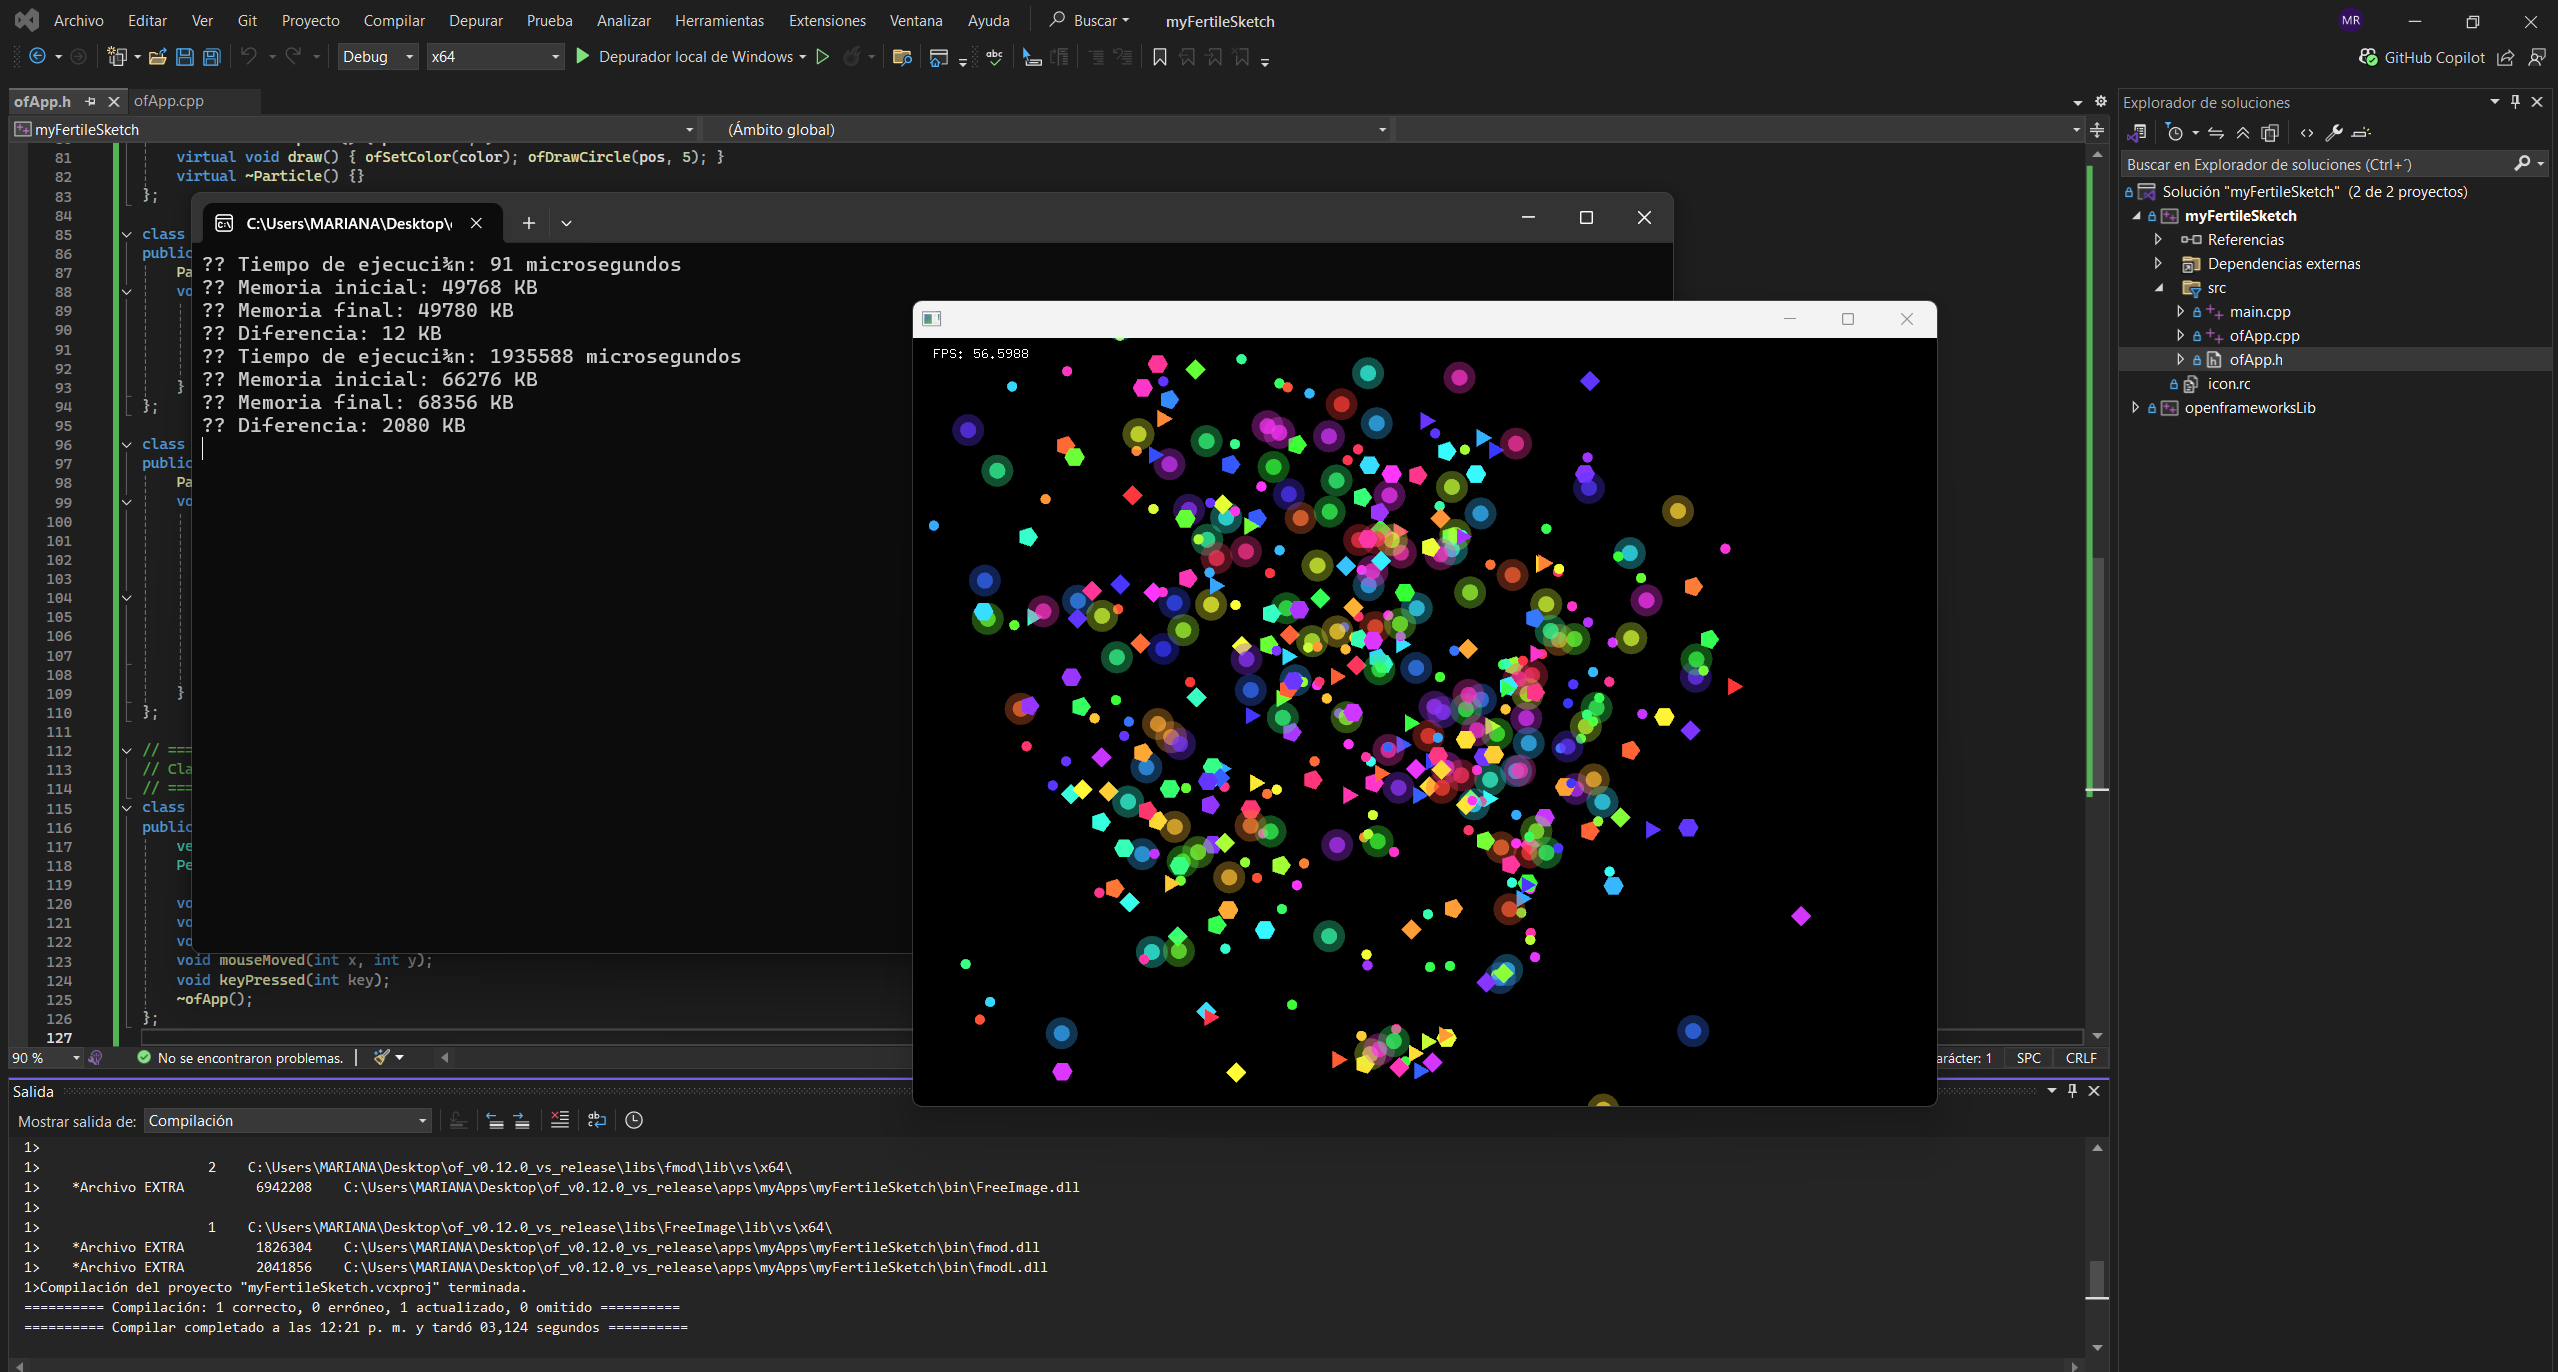 Archivo Editar Ver Git Proyecto Compilar Depurar Prueba Analizar Herramientas Extensiones Ventana Ayuda Buscar myFertileSketch MR
Debug x64 Depurador local de Windows GitHub Copilot
ofApp.h ofApp.cpp
myFertileSketch (Ámbito global)
81 virtual void draw() { ofSetColor(color); ofDrawCircle(pos, 5); }
82 virtual ~Particle() {}
83 };
84
85 class
86 public
87 Pa
88 vo
89
90
91
92
93 }
94 };
95
96 class
97 public
98 Pa
99 vo
100
101
102
103
104
105
106
107
108
109 }
110 };
111
112 // ===
113 // Cla
114 // ===
115 class
116 public
117 ve
118 Pe
119
120 vo
121 vo
122 vo
123 void mouseMoved(int x, int y);
124 void keyPressed(int key);
125 ~ofApp();
126 };
127
90 % No se encontraron problemas. arácter: 1 SPC CRLF
C:\Users\MARIANA\Desktop\
?? Tiempo de ejecuci¾n: 91 microsegundos
?? Memoria inicial: 49768 KB
?? Memoria final: 49780 KB
?? Diferencia: 12 KB
?? Tiempo de ejecuci¾n: 1935588 microsegundos
?? Memoria inicial: 66276 KB
?? Memoria final: 68356 KB
?? Diferencia: 2080 KB
FPS: 56.5988
Salida
Mostrar salida de: Compilación
1>
1> 2 C:\Users\MARIANA\Desktop\of_v0.12.0_vs_release\libs\fmod\lib\vs\x64\
1> *Archivo EXTRA 6942208 C:\Users\MARIANA\Desktop\of_v0.12.0_vs_release\apps\myApps\myFertileSketch\bin\FreeImage.dll
1>
1> 1 C:\Users\MARIANA\Desktop\of_v0.12.0_vs_release\libs\FreeImage\lib\vs\x64\
1> *Archivo EXTRA 1826304 C:\Users\MARIANA\Desktop\of_v0.12.0_vs_release\apps\myApps\myFertileSketch\bin\fmod.dll
1> *Archivo EXTRA 2041856 C:\Users\MARIANA\Desktop\of_v0.12.0_vs_release\apps\myApps\myFertileSketch\bin\fmodL.dll
1>Compilación del proyecto "myFertileSketch.vcxproj" terminada.
========== Compilación: 1 correcto, 0 erróneo, 1 actualizado, 0 omitido ==========
========== Compilar completado a las 12:21 p. m. y tardó 03,124 segundos ==========
Explorador de soluciones
Buscar en Explorador de soluciones (Ctrl+´)
Solución "myFertileSketch" (2 de 2 proyectos)
myFertileSketch
Referencias
Dependencias externas
src
main.cpp
ofApp.cpp
ofApp.h
icon.rc
openframeworksLib